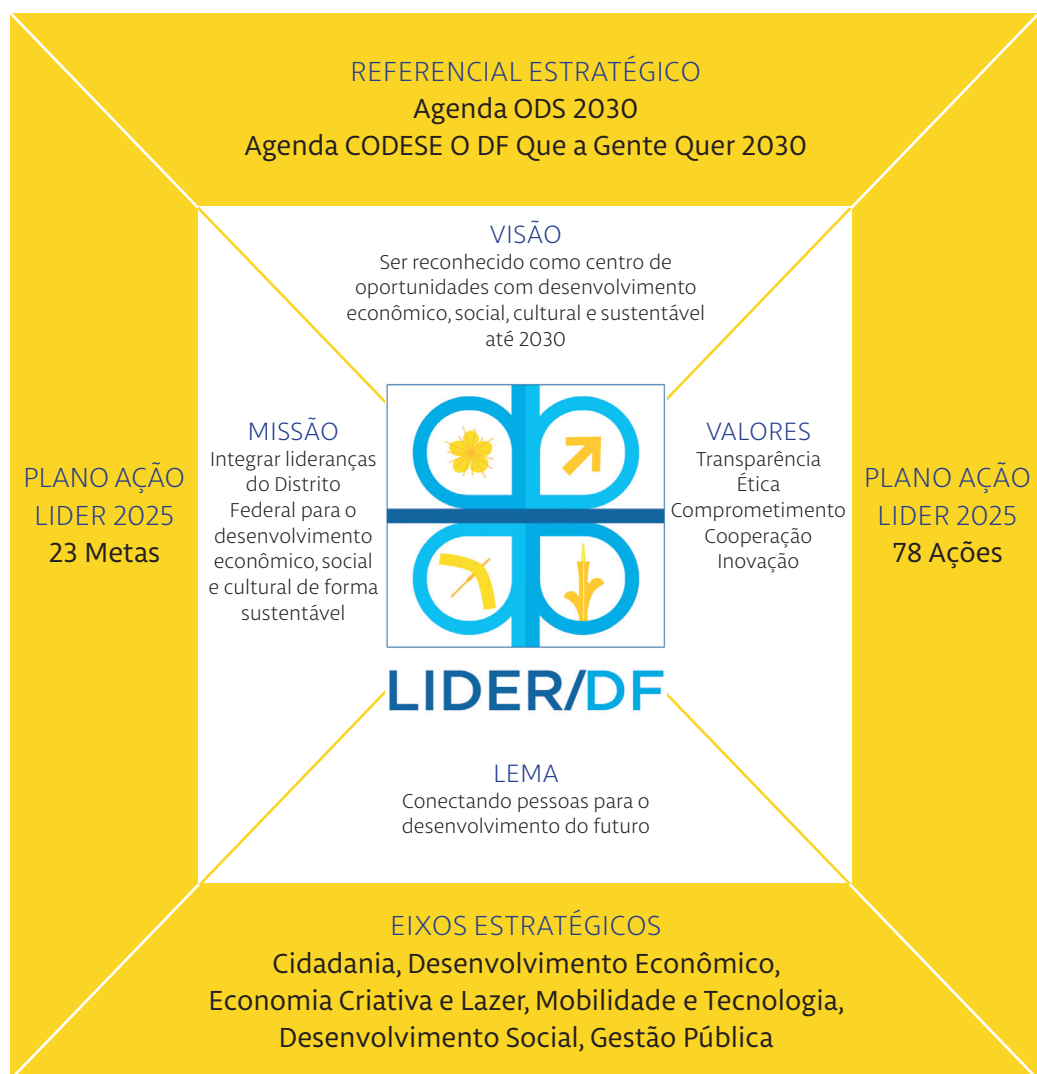 REFERENCIAL ESTRATÉGICO
Agenda ODS 2030
Agenda CODESE O DF Que a Gente Quer 2030
VISÃO
Ser reconhecido como centro de
oportunidades com desenvolvimento
econômico, social, cultural e sustentável
até 2030
PLANO AÇÃO
LIDER 2025
23 Metas
MISSÃO
Integrar lideranças
do Distrito
Federal para o
desenvolvimento
econômico, social
e cultural de forma
sustentável
VALORES
Transparência
Ética
Comprometimento
Cooperação
Inovação
PLANO AÇÃO
LIDER 2025
78 Ações
LIDER/DF
LEMA
Conectando pessoas para o
desenvolvimento do futuro
EIXOS ESTRATÉGICOS
Cidadania, Desenvolvimento Econômico,
Economia Criativa e Lazer, Mobilidade e Tecnologia,
Desenvolvimento Social, Gestão Pública